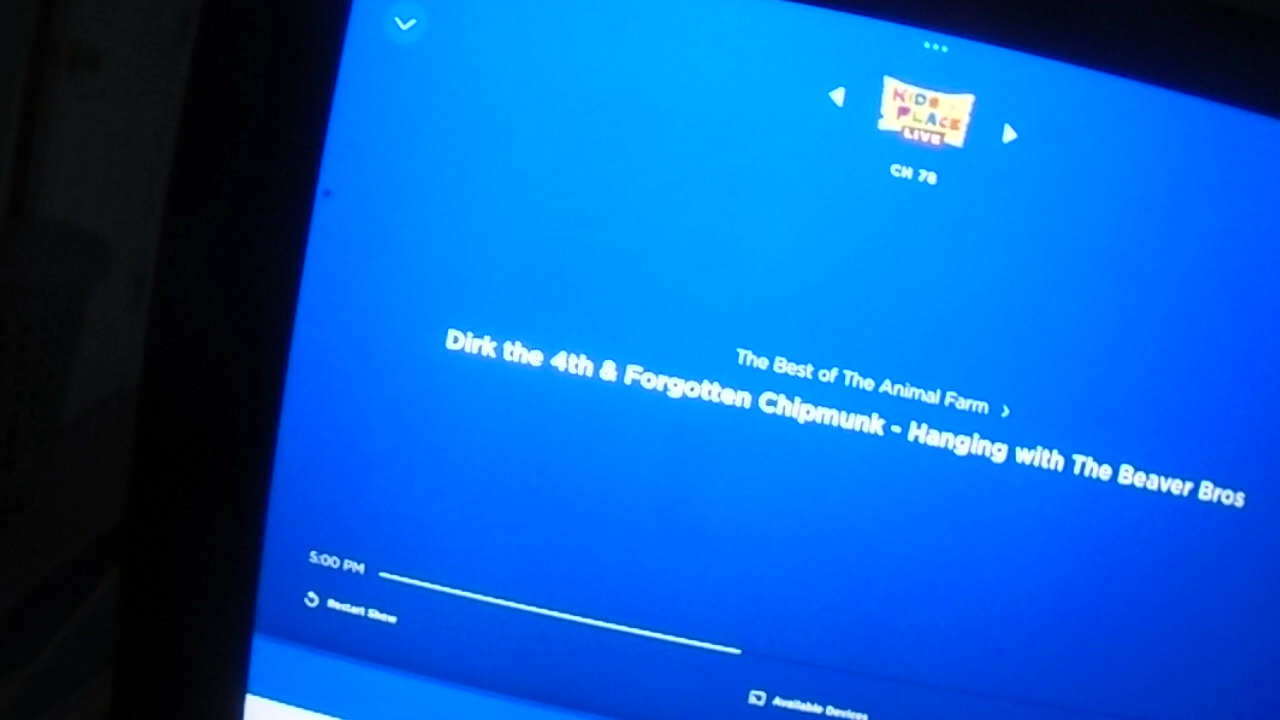 KIDS
PLACE
LIVE
CH 78
The Best of The Animal Farm
Dirk the 4th & Forgotten Chipmunk - Hanging with The Beaver Bros
5:00 PM
Restart Show
Available Devices